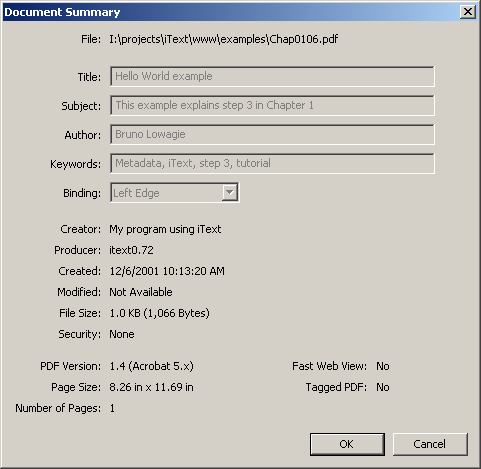 Document Summary
File: I:\projects\iText\www\examples\Chap0106.pdf
Title: Hello World example
Subject: This example explains step 3 in Chapter 1
Author: Bruno Lowagie
Keywords: Metadata, iText, step 3, tutorial
Binding: Left Edge
Creator: My program using iText
Producer: itext0.72
Created: 12/6/2001 10:13:20 AM
Modified: Not Available
File Size: 1.0 KB (1,066 Bytes)
Security: None
PDF Version: 1.4 (Acrobat 5.x) Fast Web View: No
Page Size: 8.26 in x 11.69 in Tagged PDF: No
Number of Pages: 1
OK Cancel